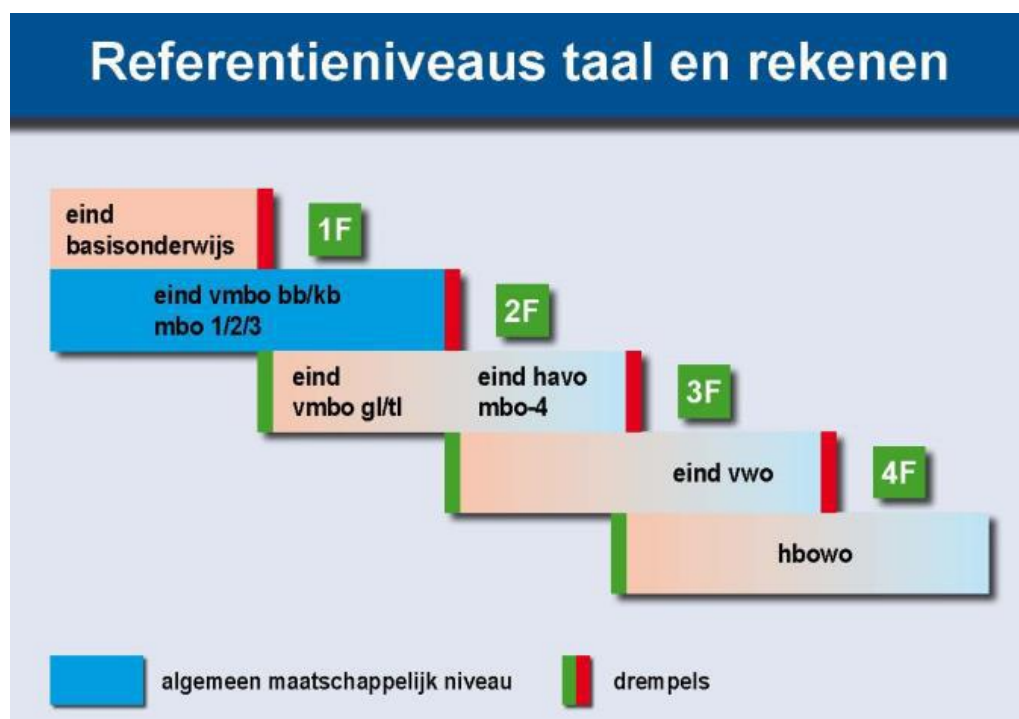 Referentieniveaus taal en rekenen
eind
basisonderwijs
1F
eind vmbo bb/kb
mbo 1/2/3
2F
eind
vmbo gl/tl
eind havo
mbo-4
3F
eind vwo
4F
hbowo
algemeen maatschappelijk niveau
drempels